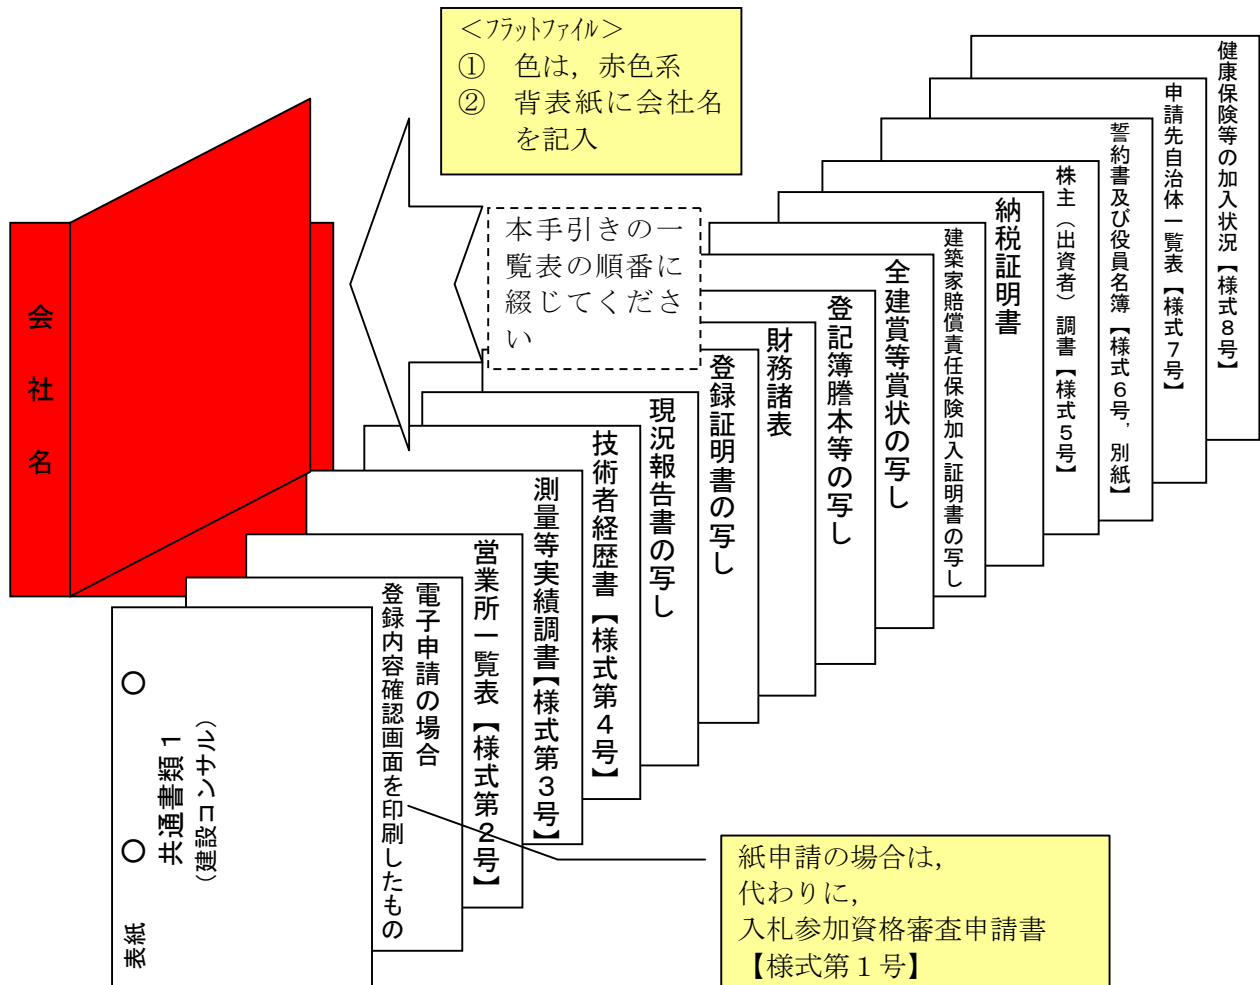 <フラットファイル>
① 色は，赤色系
② 背表紙に会社名
を記入
本手引きの一
覧表の順番に
綴じてくださ
い
会社名
表紙
共通書類１
（建設コンサル）
電子申請の場合
登録内容確認画面を印刷したもの
営業所一覧表【様式第２号】
測量等実績調書【様式第３号】
技術者経歴書【様式第４号】
現況報告書の写し
登録証明書の写し
財務諸表
登記簿謄本等の写し
全建賞等賞状の写し
建築家賠償責任保険加入証明書の写し
納税証明書
株主（出資者）調書【様式５号】
誓約書及び役員名簿【様式６号，別紙】
申請先自治体一覧表【様式７号】
健康保険等の加入状況【様式８号】
紙申請の場合は，
代わりに，
入札参加資格審査申請書
【様式第１号】